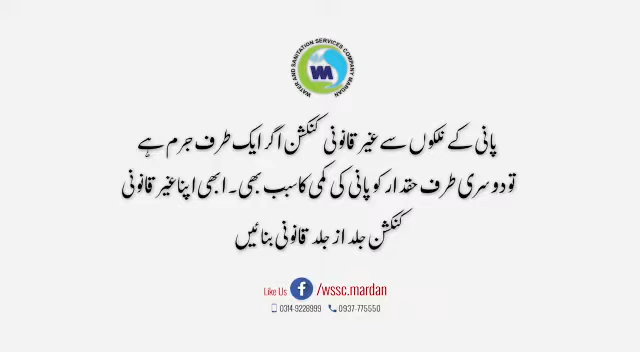 WATER AND SANITATION SERVICES COMPANY MARDAN
پانی کے نلکوں سے غیر قانونی کنکشن اگر ایک طرف جرم ہے
تو دوسری طرف حقدار کو پانی کی کمی کا سبب بھی۔ ابھی اپنا غیر قانونی
کنکشن جلد از جلد قانونی بنائیں
Like Us f /wssc.mardan
0314-9228999 0937-775550